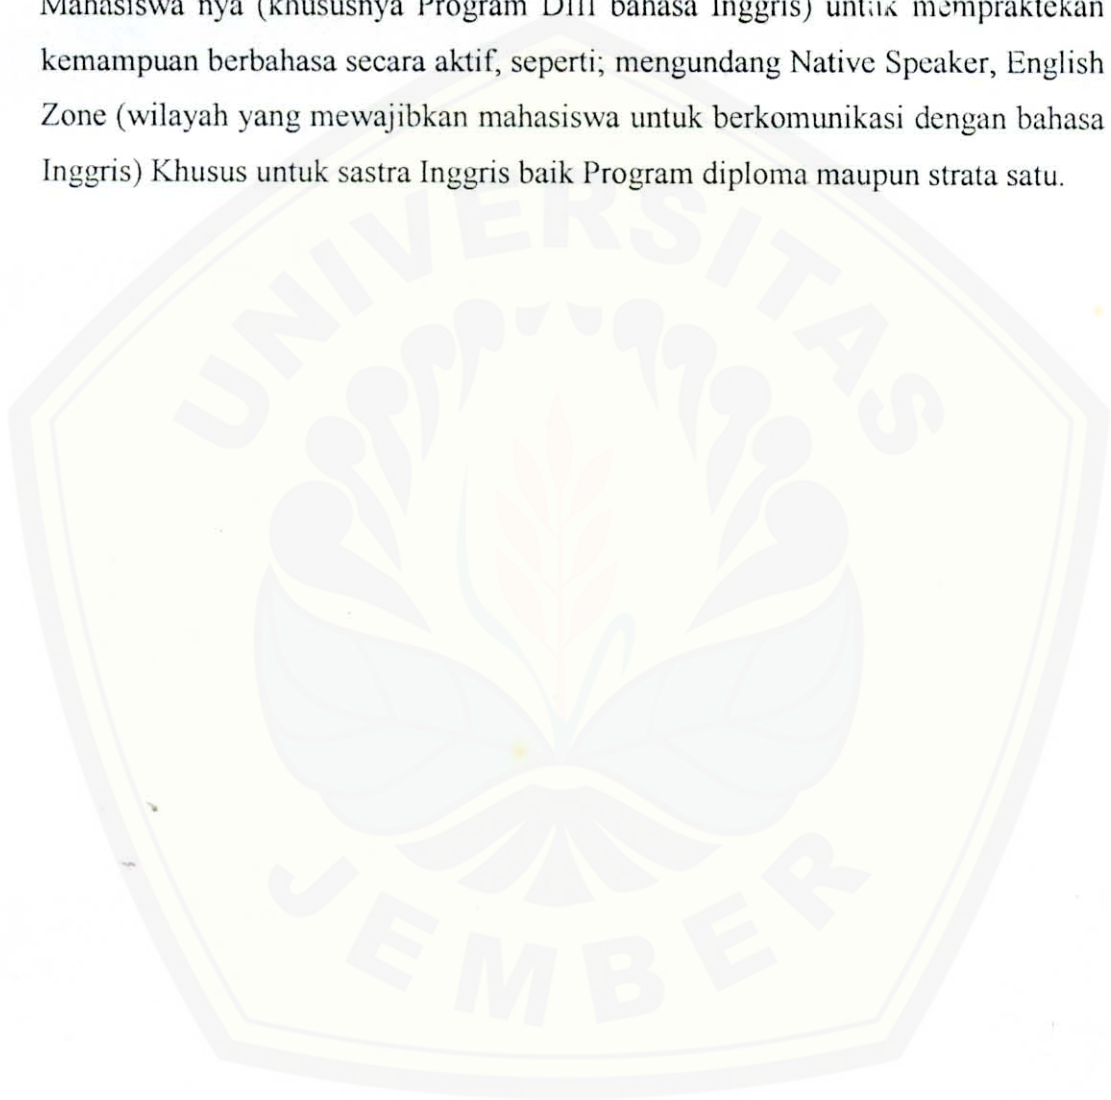 Mahasiswa nya (khususnya Program DIII bahasa Inggris) untuk mempraktekan
kemampuan berbahasa secara aktif, seperti; mengundang Native Speaker, English
Zone (wilayah yang mewajibkan mahasiswa untuk berkomunikasi dengan bahasa
Inggris) Khusus untuk sastra Inggris baik Program diploma maupun strata satu.
UNIVERSITAS
JEMBER